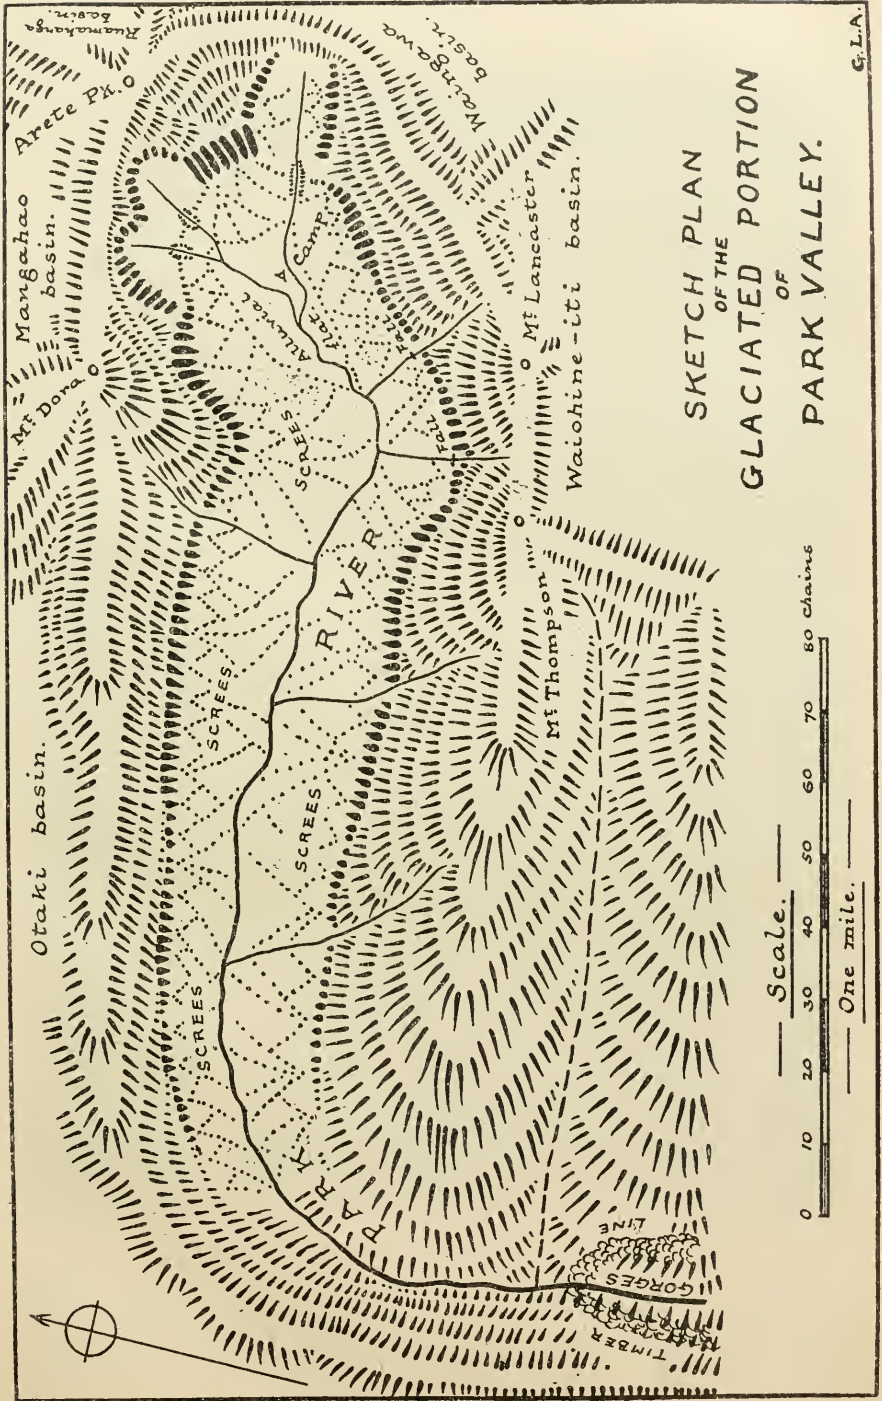 Ruamahanga
basin.
Arete Pk.
Mangahao
basin.
Waingawa
basin.
Mt. Dora
Otaki basin.
Camp
Alluvial
flat
Fall
Fall
SCREES
SCREES
SCREES
SCREES
PARK RIVER
Mt. Lancaster
Waiohine-iti basin.
Mt. Thompson
TIMBER LINE
GORGES
SKETCH PLAN
OF THE
GLACIATED PORTION
OF
PARK VALLEY.
Scale.
0 10 20 30 40 50 60 70 80 chains
One mile.
G.L.A.